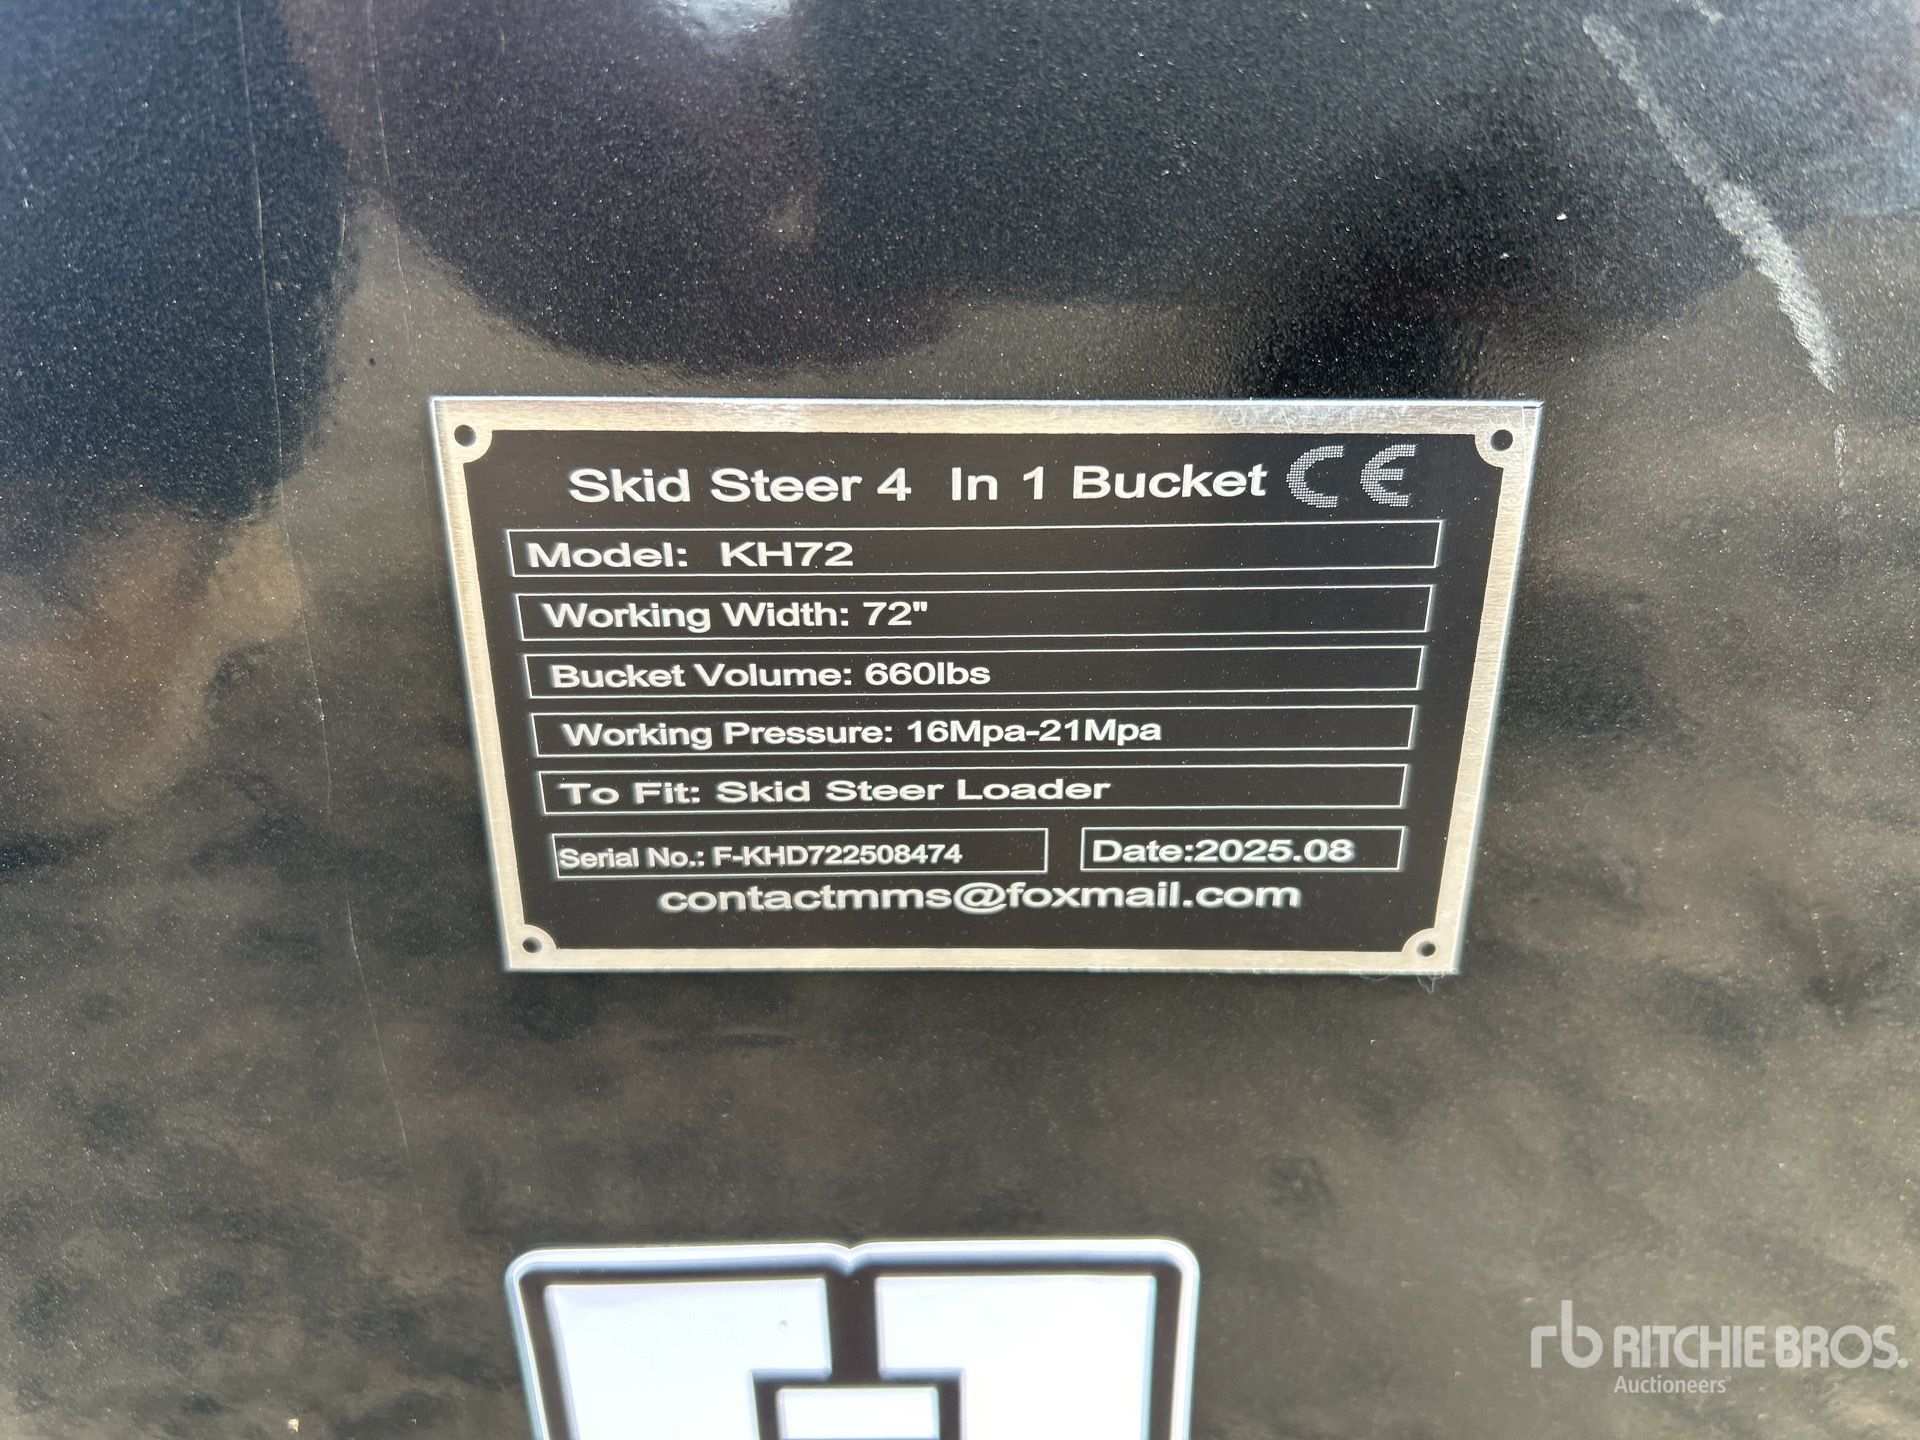 Skid Steer 4 In 1 Bucket CE
Model: KH72
Working Width: 72"
Bucket Volume: 660lbs
Working Pressure: 16Mpa-21Mpa
To Fit: Skid Steer Loader
Serial No.: F-KHD722508474
Date:2025.08
contactmms@foxmail.com
rb RITCHIE BROS.
Auctioneers